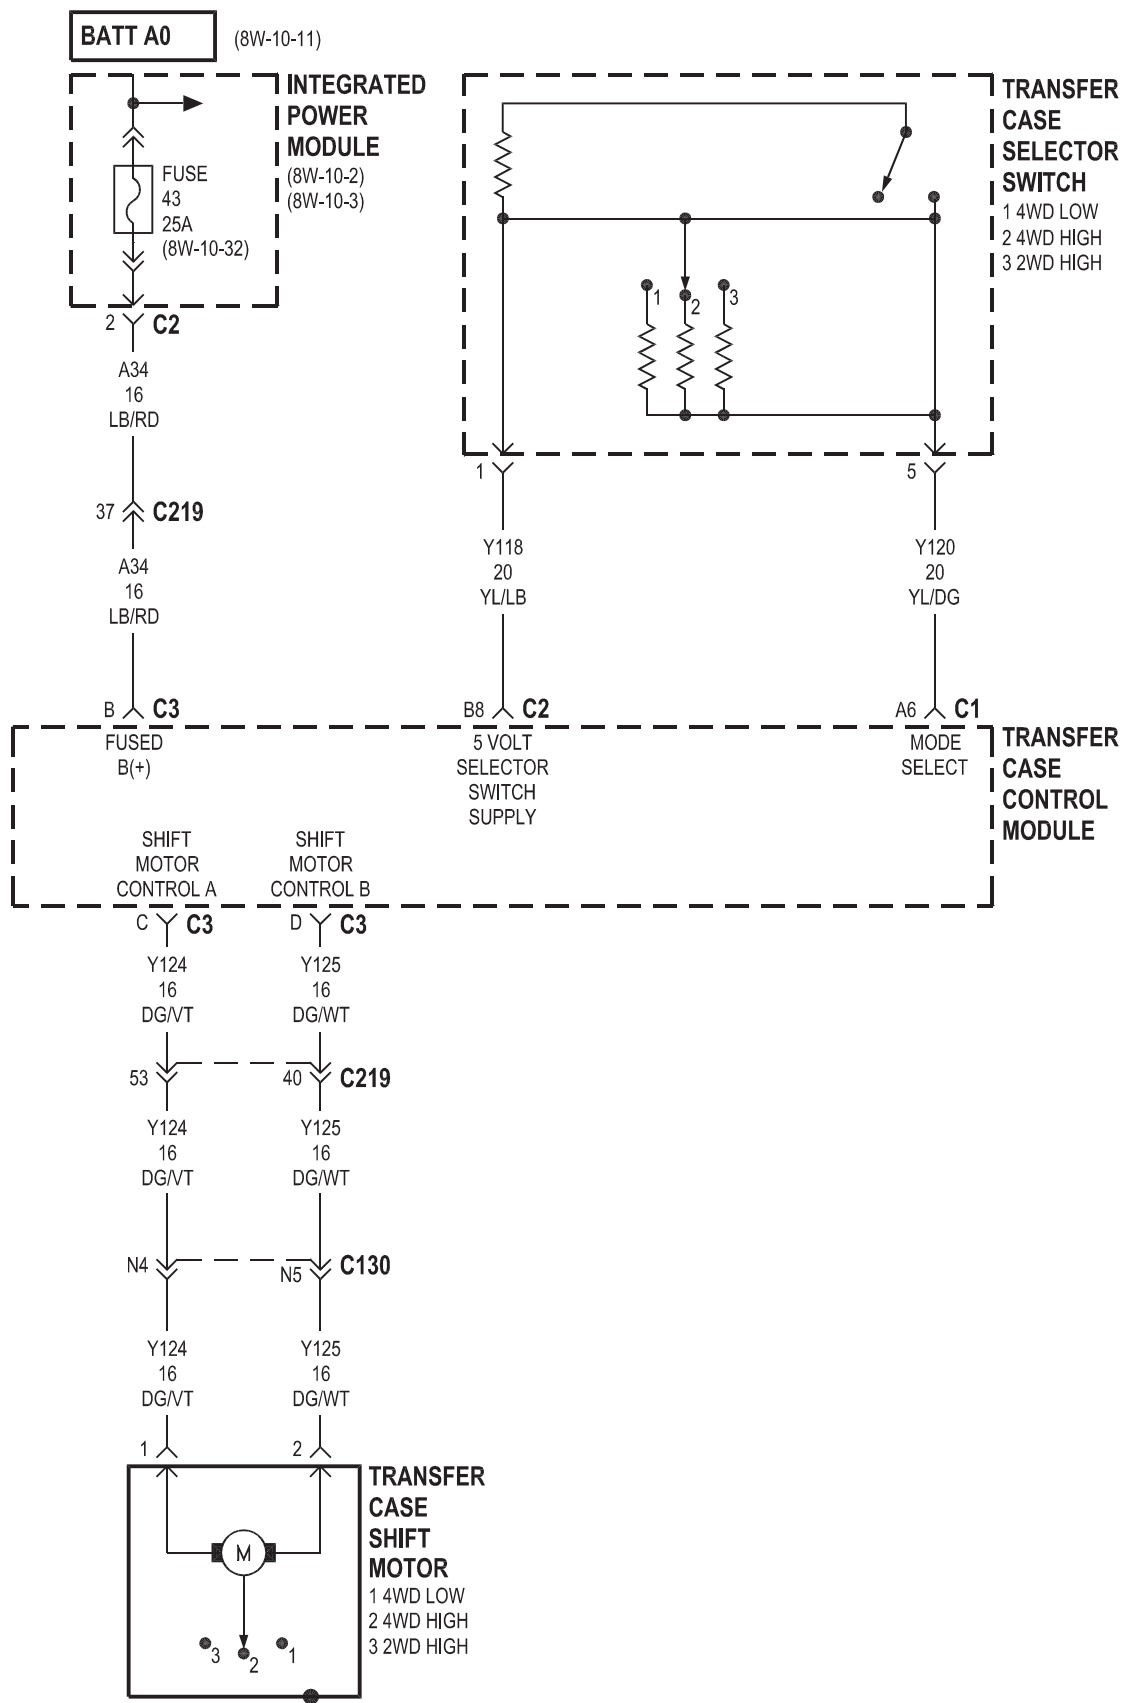 BATT A0
(8W-10-11)
INTEGRATED
POWER
MODULE
(8W-10-2)
(8W-10-3)
FUSE
43
25A
(8W-10-32)
2
C2
A34
16
LB/RD
37
C219
A34
16
LB/RD
B
C3
TRANSFER
CASE
SELECTOR
SWITCH
1 4WD LOW
2 4WD HIGH
3 2WD HIGH
1
2
3
1
5
Y118
20
YL/LB
Y120
20
YL/DG
B8
C2
A6
C1
FUSED
B(+)
5 VOLT
SELECTOR
SWITCH
SUPPLY
MODE
SELECT
TRANSFER
CASE
CONTROL
MODULE
SHIFT
MOTOR
CONTROL A
SHIFT
MOTOR
CONTROL B
C
C3
D
C3
Y124
16
DG/VT
Y125
16
DG/WT
53
40
C219
Y124
16
DG/VT
Y125
16
DG/WT
N4
N5
C130
Y124
16
DG/VT
Y125
16
DG/WT
1
2
TRANSFER
CASE
SHIFT
MOTOR
1 4WD LOW
2 4WD HIGH
3 2WD HIGH
M
3
2
1